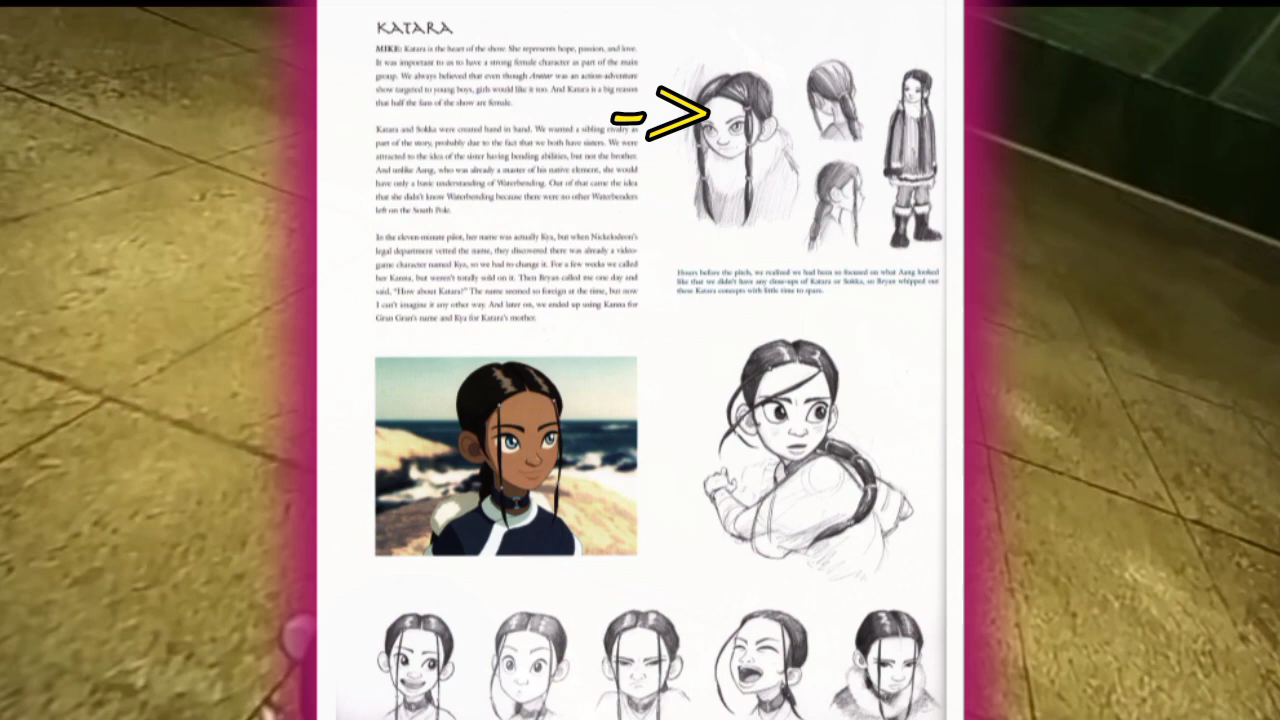 KATARA
MIKE: Katara is the heart of the show. She represents hope, passion, and love.
It was important to us to have a strong female character as part of the main
group. We always believed that even though Avatar was an action-adventure
show targeted to young boys, girls would like it too. And Katara is a big reason
that half the fans of the show are female.
Katara and Sokka were created hand in hand. We wanted a sibling rivalry as
part of the story, probably due to the fact that we both have sisters. We were
attracted to the idea of the sister having bending abilities, but not the brother.
And unlike Aang, who was already a master of his native element, she would
have only a basic understanding of Waterbending. Out of that came the idea
that she didn't know Waterbending because there were no other Waterbenders
left on the South Pole.
In the eleven-minute pilot, her name was actually Kya, but when Nickelodeon's
legal department vetted the name, they discovered there was already a video-
game character named Kya, so we had to change it. For a few weeks we called
her Kanna, but weren't totally sold on it. Then Bryan called me one day and
said, "How about Katara?" The name seemed so foreign at the time, but now
I can't imagine it any other way. And later on, we ended up using Kanna for
Gran Gran's name and Kya for Katara's mother.
->
Hours before the pitch, we realized we had been so focused on what Aang looked
like that we didn't have any close-ups of Katara or Sokka, so Bryan whipped out
these Katara concepts with little time to spare.